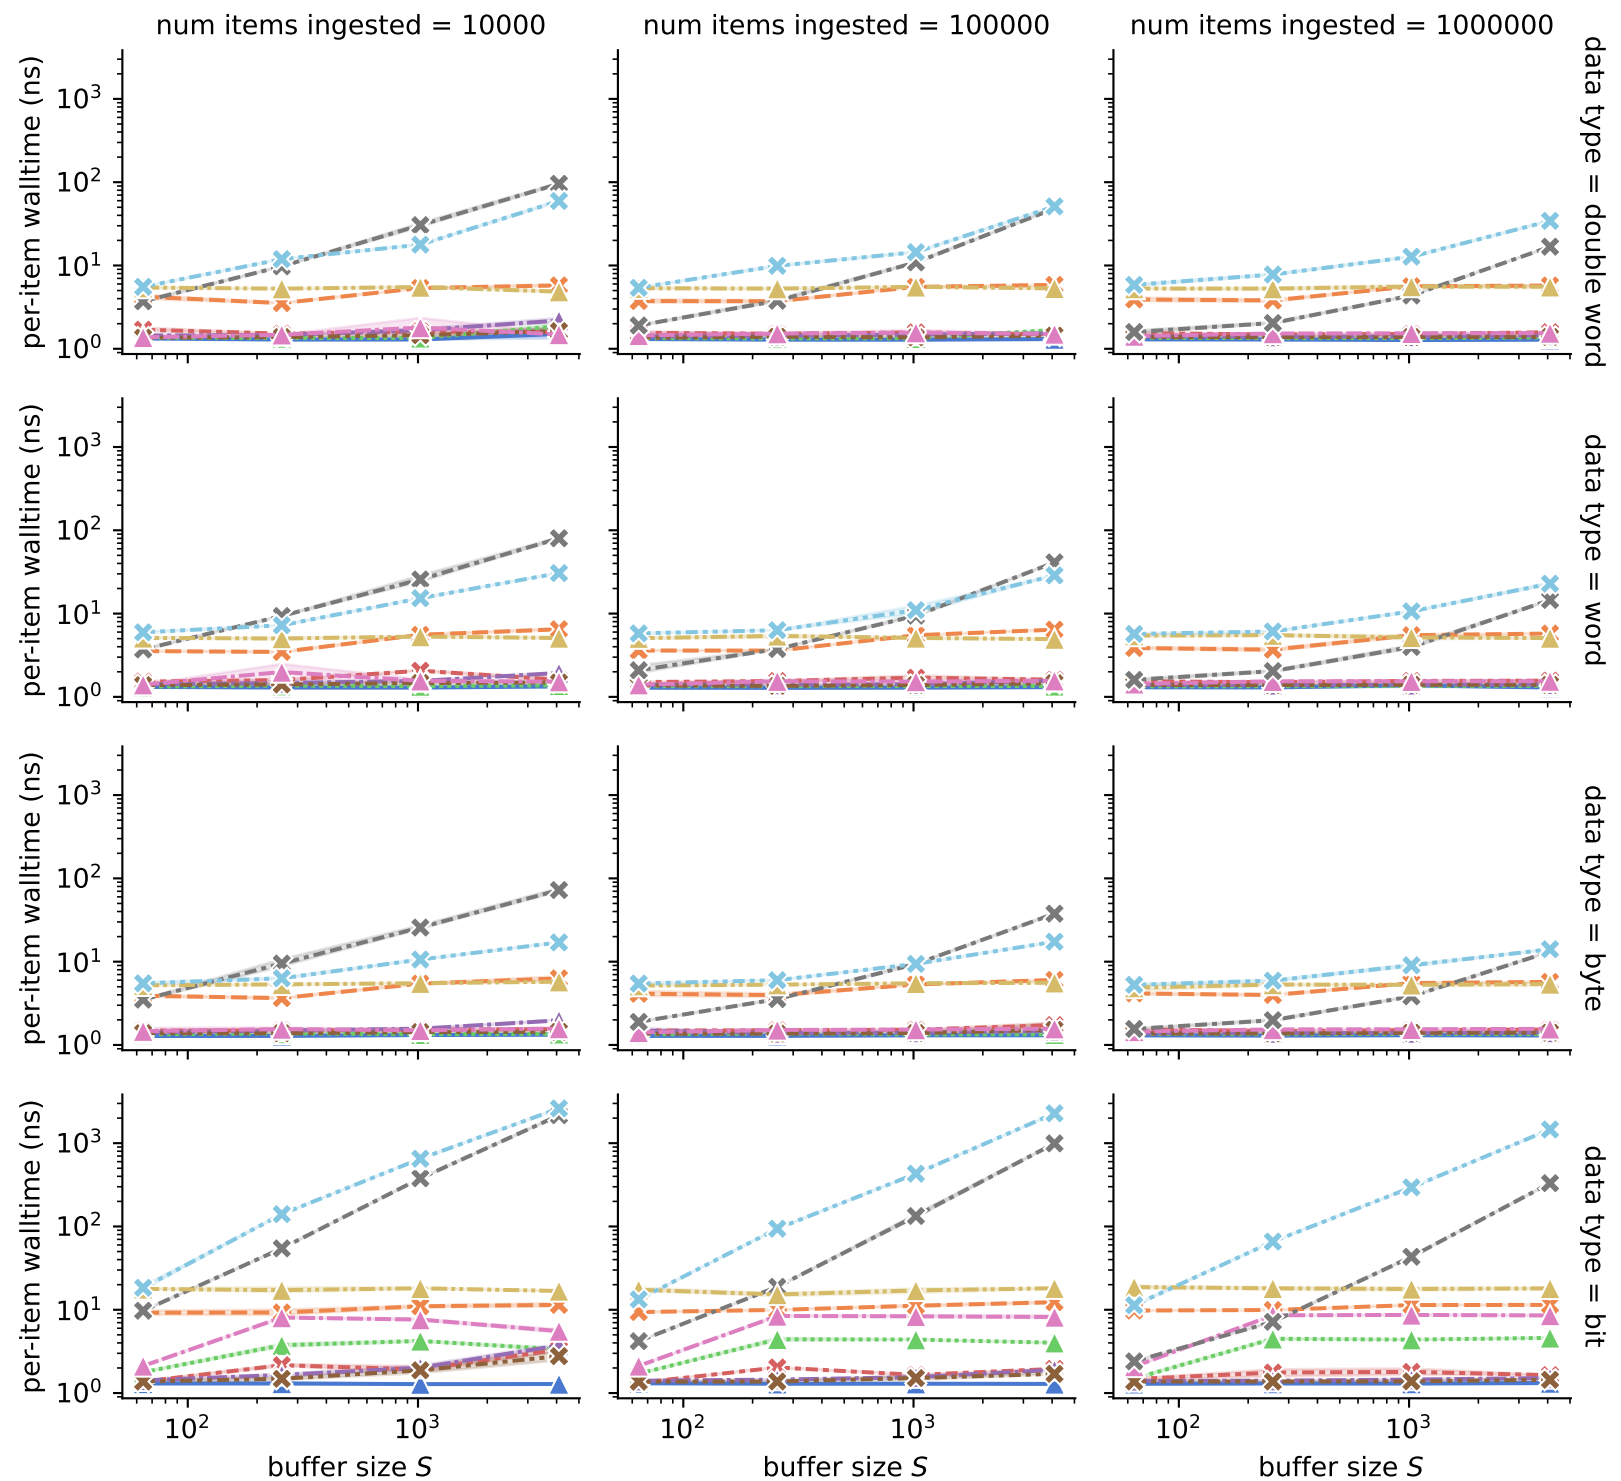 num items ingested = 10000
num items ingested = 100000
num items ingested = 1000000
per-item walltime (ns)
10³
10²
10¹
10⁰
data type = double word
per-item walltime (ns)
10³
10²
10¹
10⁰
data type = word
per-item walltime (ns)
10³
10²
10¹
10⁰
data type = byte
per-item walltime (ns)
10³
10²
10¹
10⁰
data type = bit
10² 10³
10² 10³
10² 10³
buffer size S
buffer size S
buffer size S